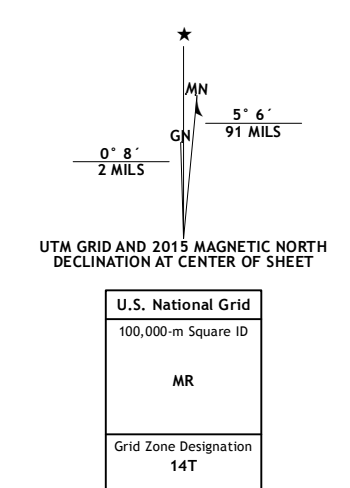 MN
5° 6´
91 MILS
GN
0° 8´
2 MILS
UTM GRID AND 2015 MAGNETIC NORTH
DECLINATION AT CENTER OF SHEET
U.S. National Grid
100,000-m Square ID
MR
Grid Zone Designation
14T